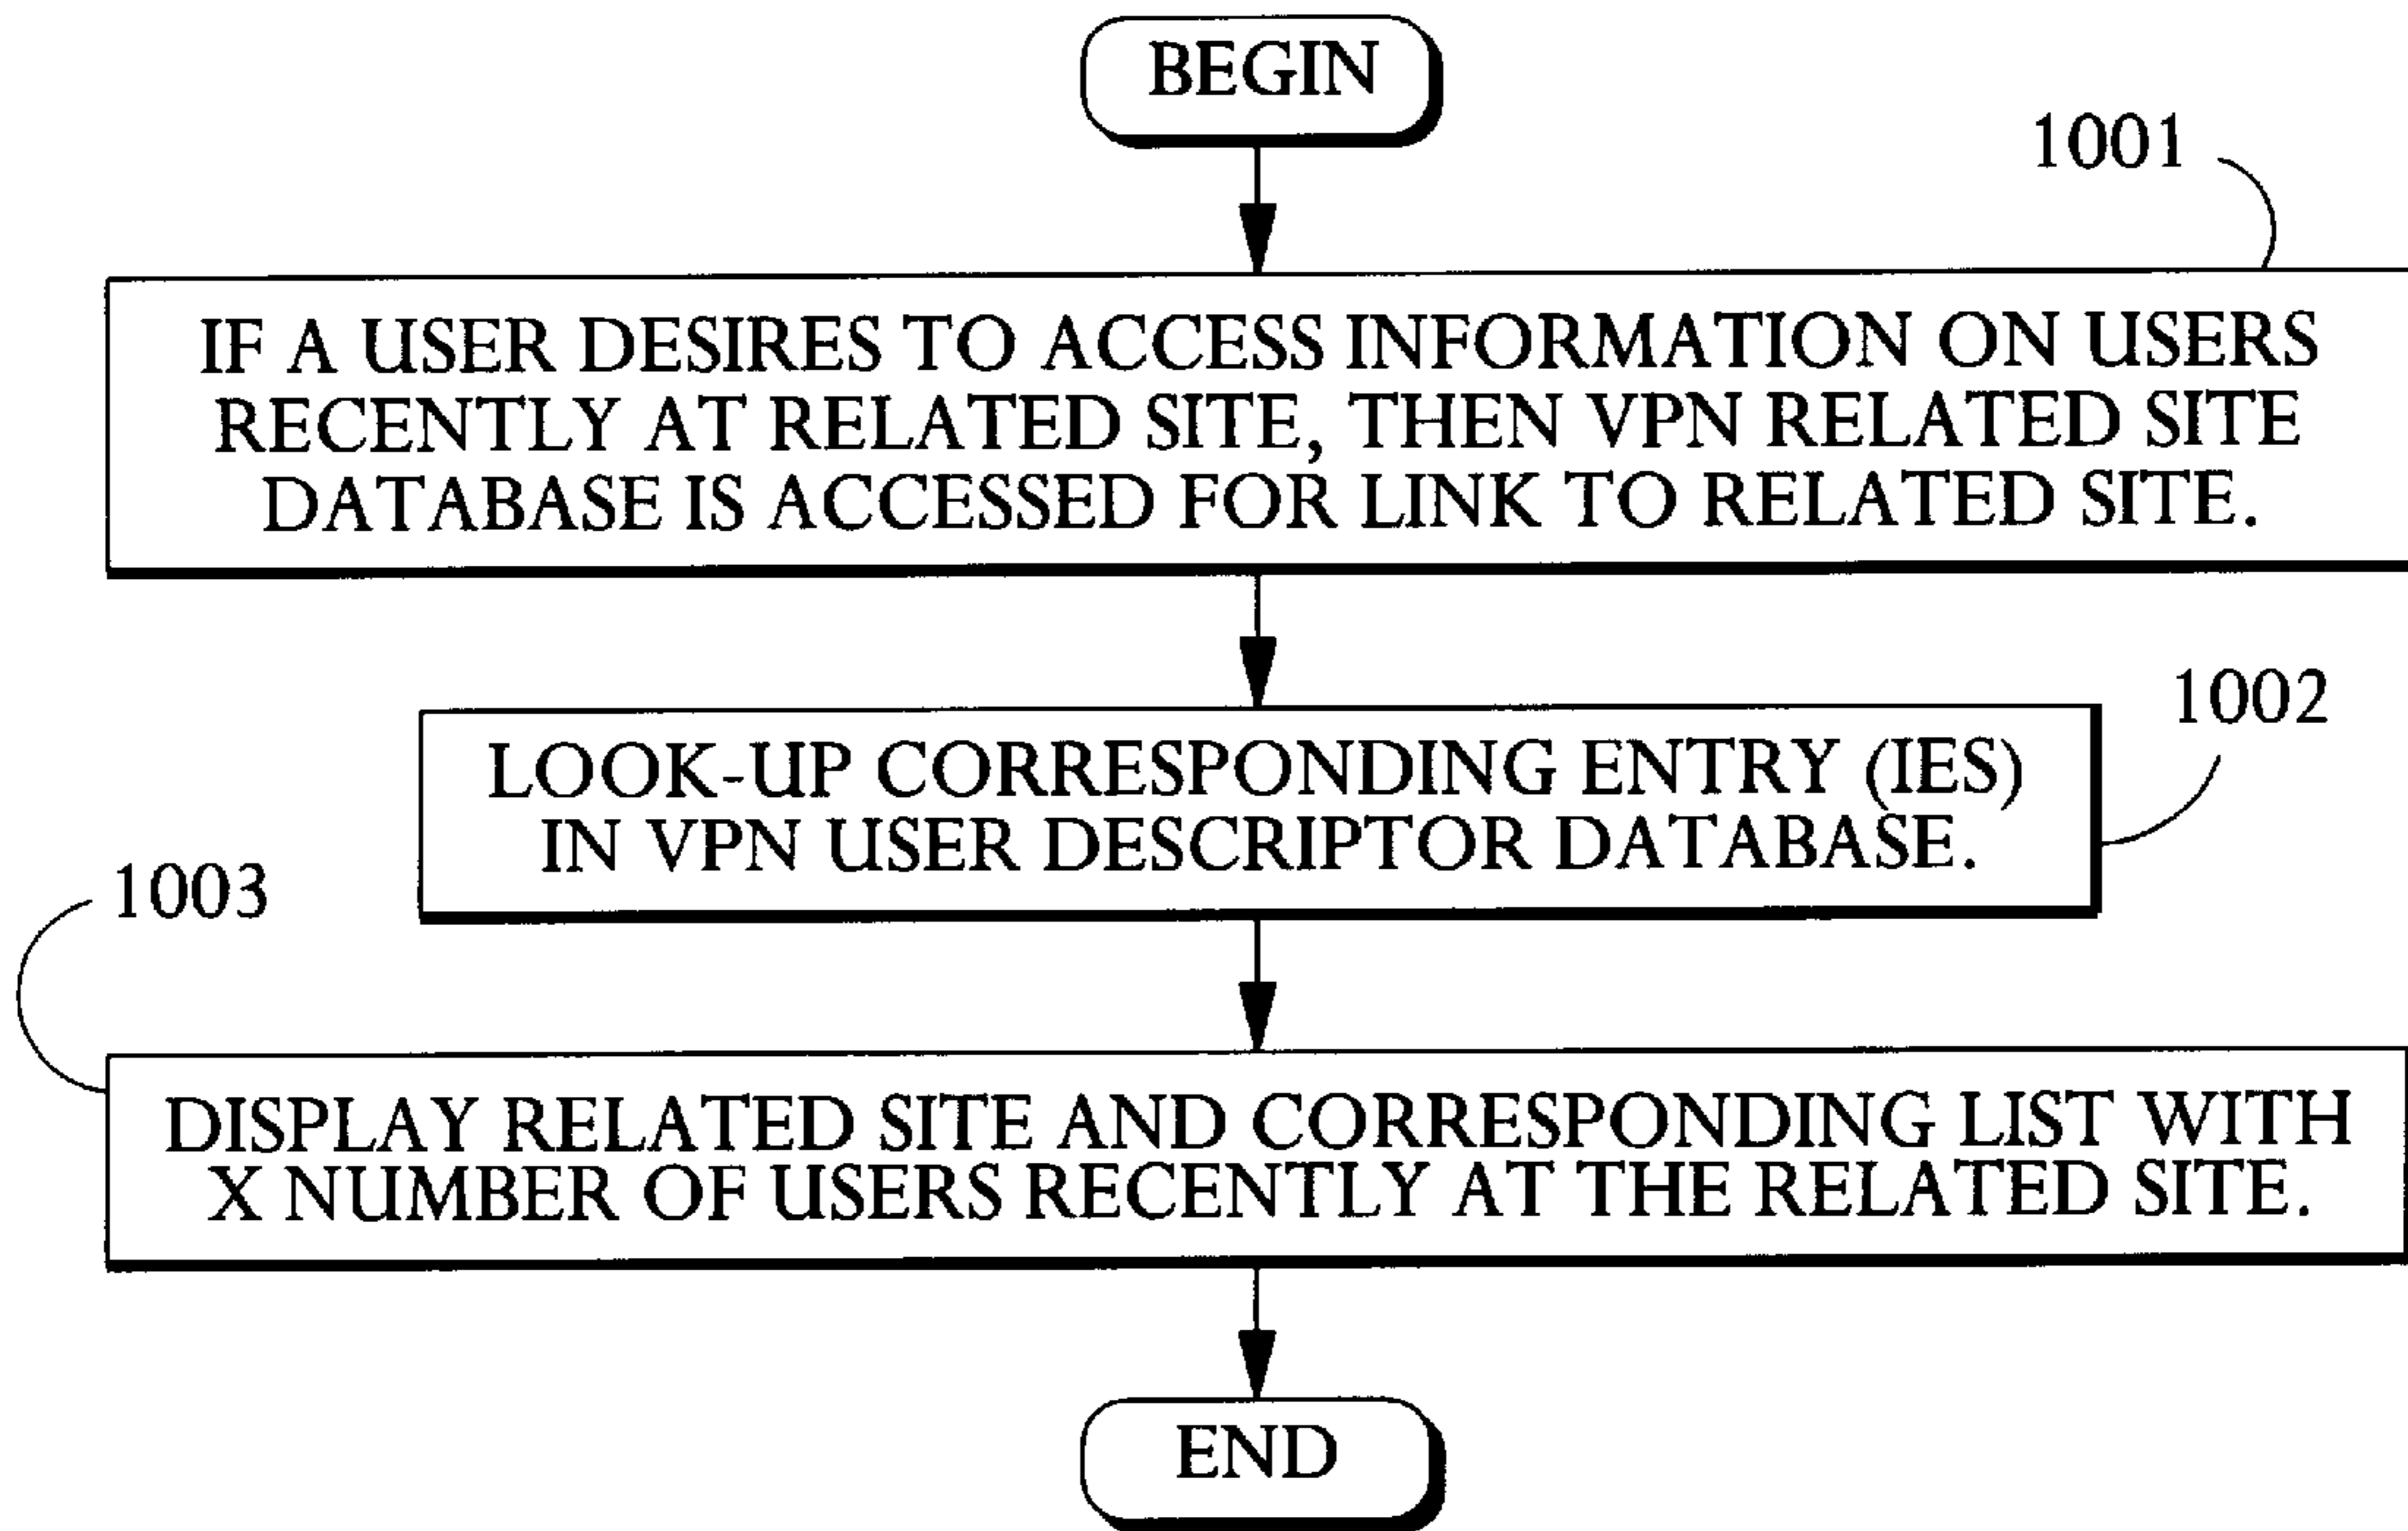 BEGIN
1001
IF A USER DESIRES TO ACCESS INFORMATION ON USERS
RECENTLY AT RELATED SITE, THEN VPN RELATED SITE
DATABASE IS ACCESSED FOR LINK TO RELATED SITE.
1002
LOOK-UP CORRESPONDING ENTRY (IES)
IN VPN USER DESCRIPTOR DATABASE.
1003
DISPLAY RELATED SITE AND CORRESPONDING LIST WITH
X NUMBER OF USERS RECENTLY AT THE RELATED SITE.
END